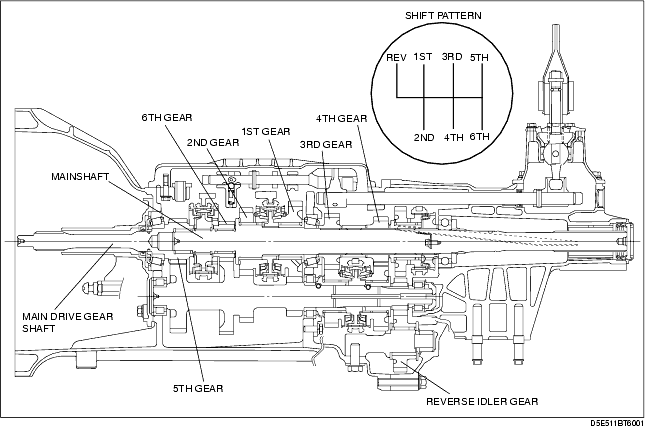 SHIFT PATTERN
REV 1ST 3RD 5TH
2ND 4TH 6TH
6TH GEAR
2ND GEAR
1ST GEAR
4TH GEAR
3RD GEAR
MAINSHAFT
MAIN DRIVE GEAR
SHAFT
5TH GEAR
REVERSE IDLER GEAR
D5E511BT6001